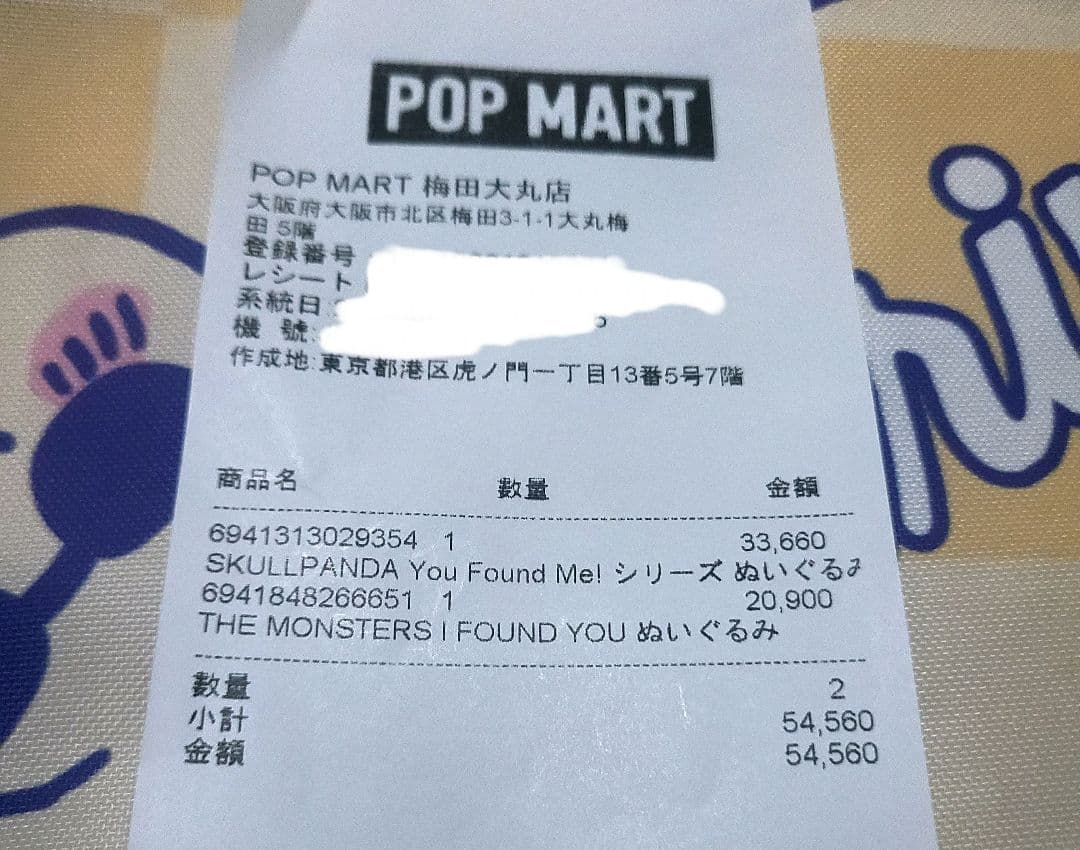 POP MART
POP MART 梅田大丸店
大阪府大阪市北区梅田3-1-1大丸梅
田 5階
登録番号
レシート
系統日:
機 號:
作成地:東京都港区虎ノ門一丁目13番5号7階
商品名 数量 金額
6941313029354 1 33,660
SKULLPANDA You Found Me! シリーズ ぬいぐるみ
6941848266651 1 20,900
THE MONSTERS I FOUND YOU ぬいぐるみ
數量 2
小計 54,560
金額 54,560